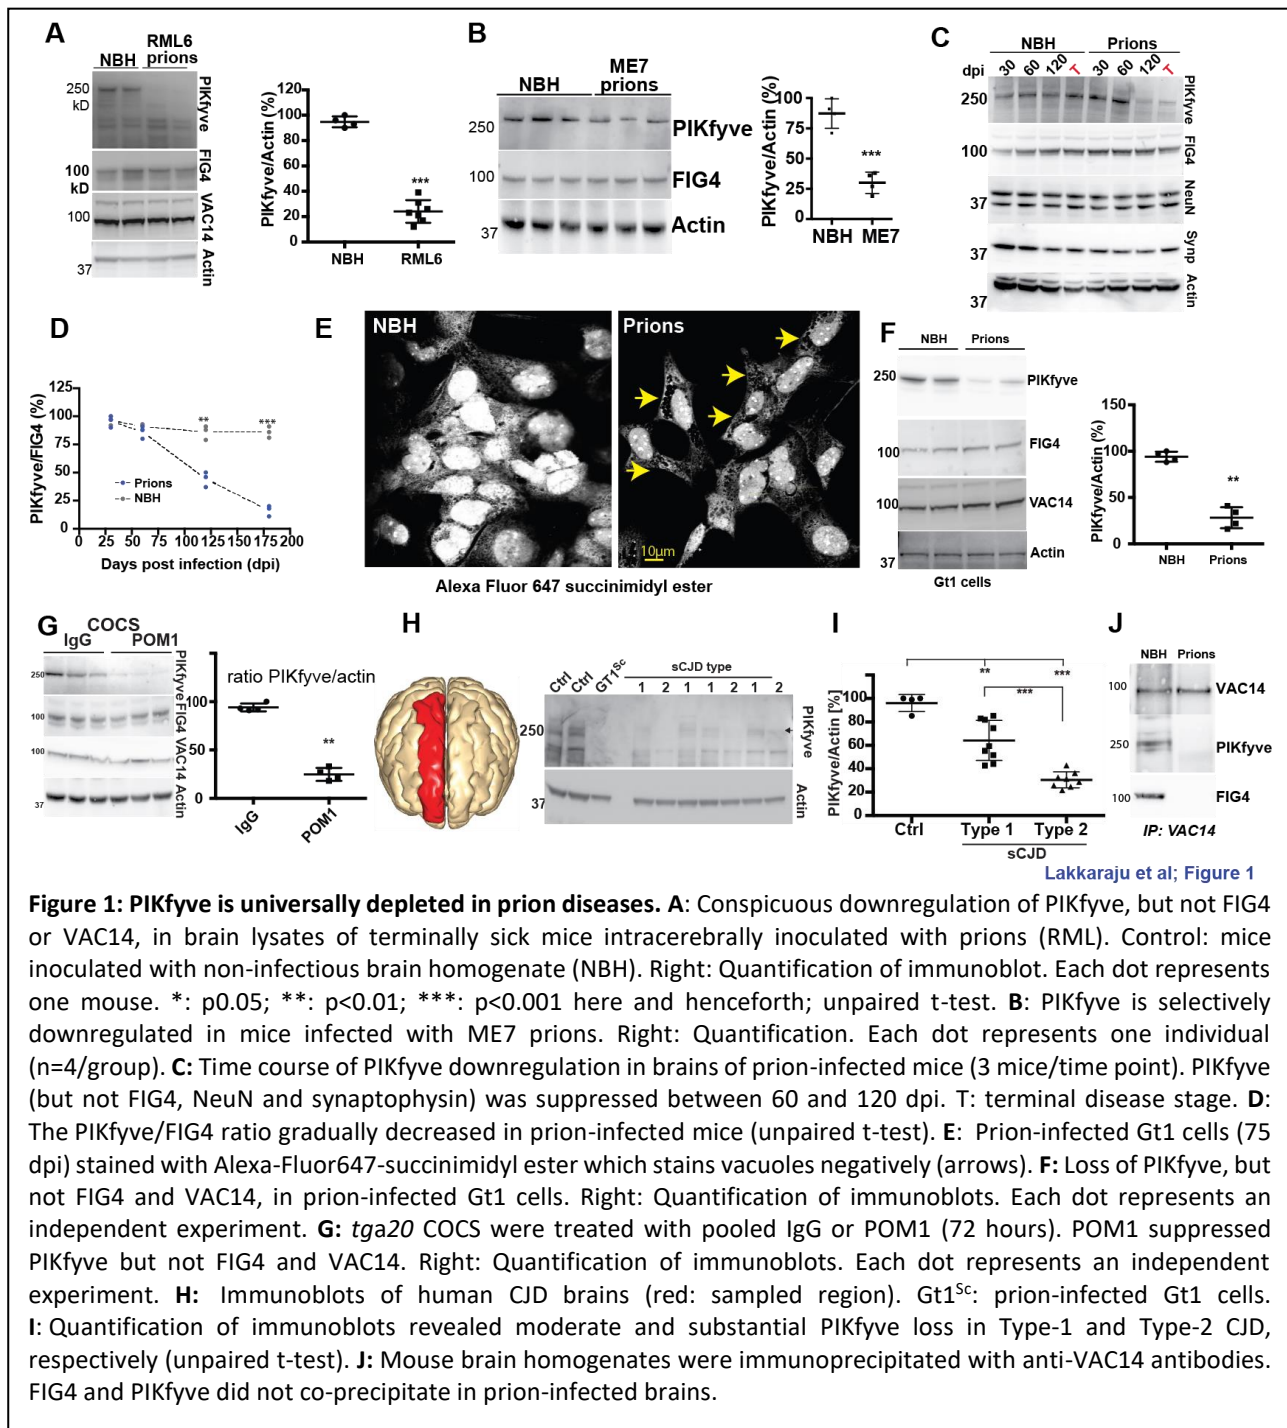 A
NBH
RML6
prions
250
kD
100
kD
100
37
PIKfyve
FIG4
VAC14
Actin
PIKfyve/Actin (%)
120
100
80
60
40
20
0
***
NBH
RML6
B
NBH
ME7
prions
250
100
37
PIKfyve
FIG4
Actin
PIKfyve/Actin (%)
100
75
50
25
0
***
NBH
ME7
C
NBH
Prions
dpi
30
60
120
T
30
60
120
T
250
100
37
37
37
PIKfyve
FIG4
NeuN
Synp
Actin
D
PIKfyve/FIG4 (%)
125
100
75
50
25
0
**
***
Prions
NBH
0
25
50
75
100
125
150
175
200
Days post infection (dpi)
E
NBH
Prions
10µm
Alexa Fluor 647 succinimidyl ester
F
NBH
Prions
250
100
100
37
PIKfyve
FIG4
VAC14
Actin
Gt1 cells
PIKfyve/Actin (%)
150
100
50
0
**
NBH
Prions
G
COCS
IgG
POM1
250
100
100
37
PIKfyve
FIG4
VAC14
Actin
ratio PIKfyve/actin
100
50
0
**
IgG
POM1
H
Ctrl
Ctrl
GT1Sc
sCJD type
1
2
1
1
2
1
2
250
37
PIKfyve
Actin
I
PIKfyve/Actin [%]
100
80
60
40
20
0
**
***
***
Ctrl
Type 1
Type 2
sCJD
J
NBH
Prions
100
250
100
VAC14
PIKfyve
FIG4
IP: VAC14
Lakkaraju et al; Figure 1
Figure 1: PIKfyve is universally depleted in prion diseases. A: Conspicuous downregulation of PIKfyve, but not FIG4
or VAC14, in brain lysates of terminally sick mice intracerebrally inoculated with prions (RML). Control: mice
inoculated with non-infectious brain homogenate (NBH). Right: Quantification of immunoblot. Each dot represents
one mouse. *: p0.05; **: p<0.01; ***: p<0.001 here and henceforth; unpaired t-test. B: PIKfyve is selectively
downregulated in mice infected with ME7 prions. Right: Quantification. Each dot represents one individual
(n=4/group). C: Time course of PIKfyve downregulation in brains of prion-infected mice (3 mice/time point). PIKfyve
(but not FIG4, NeuN and synaptophysin) was suppressed between 60 and 120 dpi. T: terminal disease stage. D:
The PIKfyve/FIG4 ratio gradually decreased in prion-infected mice (unpaired t-test). E: Prion-infected Gt1 cells (75
dpi) stained with Alexa-Fluor647-succinimidyl ester which stains vacuoles negatively (arrows). F: Loss of PIKfyve, but
not FIG4 and VAC14, in prion-infected Gt1 cells. Right: Quantification of immunoblots. Each dot represents an
independent experiment. G: tga20 COCS were treated with pooled IgG or POM1 (72 hours). POM1 suppressed
PIKfyve but not FIG4 and VAC14. Right: Quantification of immunoblots. Each dot represents an independent
experiment. H: Immunoblots of human CJD brains (red: sampled region). Gt1Sc: prion-infected Gt1 cells.
I: Quantification of immunoblots revealed moderate and substantial PIKfyve loss in Type-1 and Type-2 CJD,
respectively (unpaired t-test). J: Mouse brain homogenates were immunoprecipitated with anti-VAC14 antibodies.
FIG4 and PIKfyve did not co-precipitate in prion-infected brains.